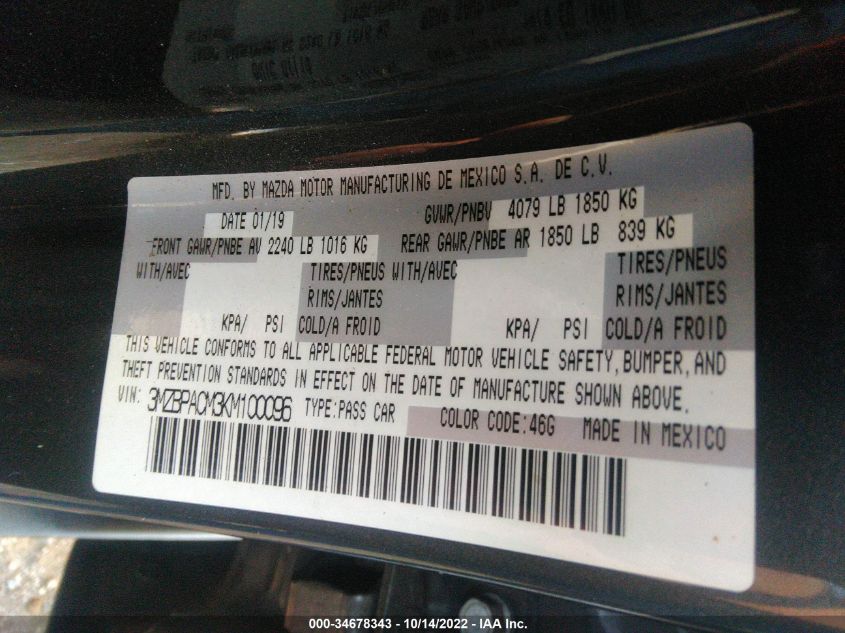 MFD. BY MAZDA MOTOR MANUFACTURING DE MEXICO S.A. DE C.V.
DATE 01/19 GVWR/PNBV 4079 LB 1850 KG
FRONT GAWR/PNBE AV 2240 LB 1016 KG REAR GAWR/PNBE AR 1850 LB 839 KG
WITH/AVEC TIRES/PNEUS WITH/AVEC TIRES/PNEUS
RIMS/JANTES RIMS/JANTES
KPA/ PSI COLD/A FROID KPA/ PSI COLD/A FROID
THIS VEHICLE CONFORMS TO ALL APPLICABLE FEDERAL MOTOR VEHICLE SAFETY, BUMPER, AND
THEFT PREVENTION STANDARDS IN EFFECT ON THE DATE OF MANUFACTURE SHOWN ABOVE.
VIN: 3MZBPACM3KM100096 TYPE:PASS CAR COLOR CODE:46G MADE IN MEXICO
000-34678343 - 10/14/2022 - IAA Inc.